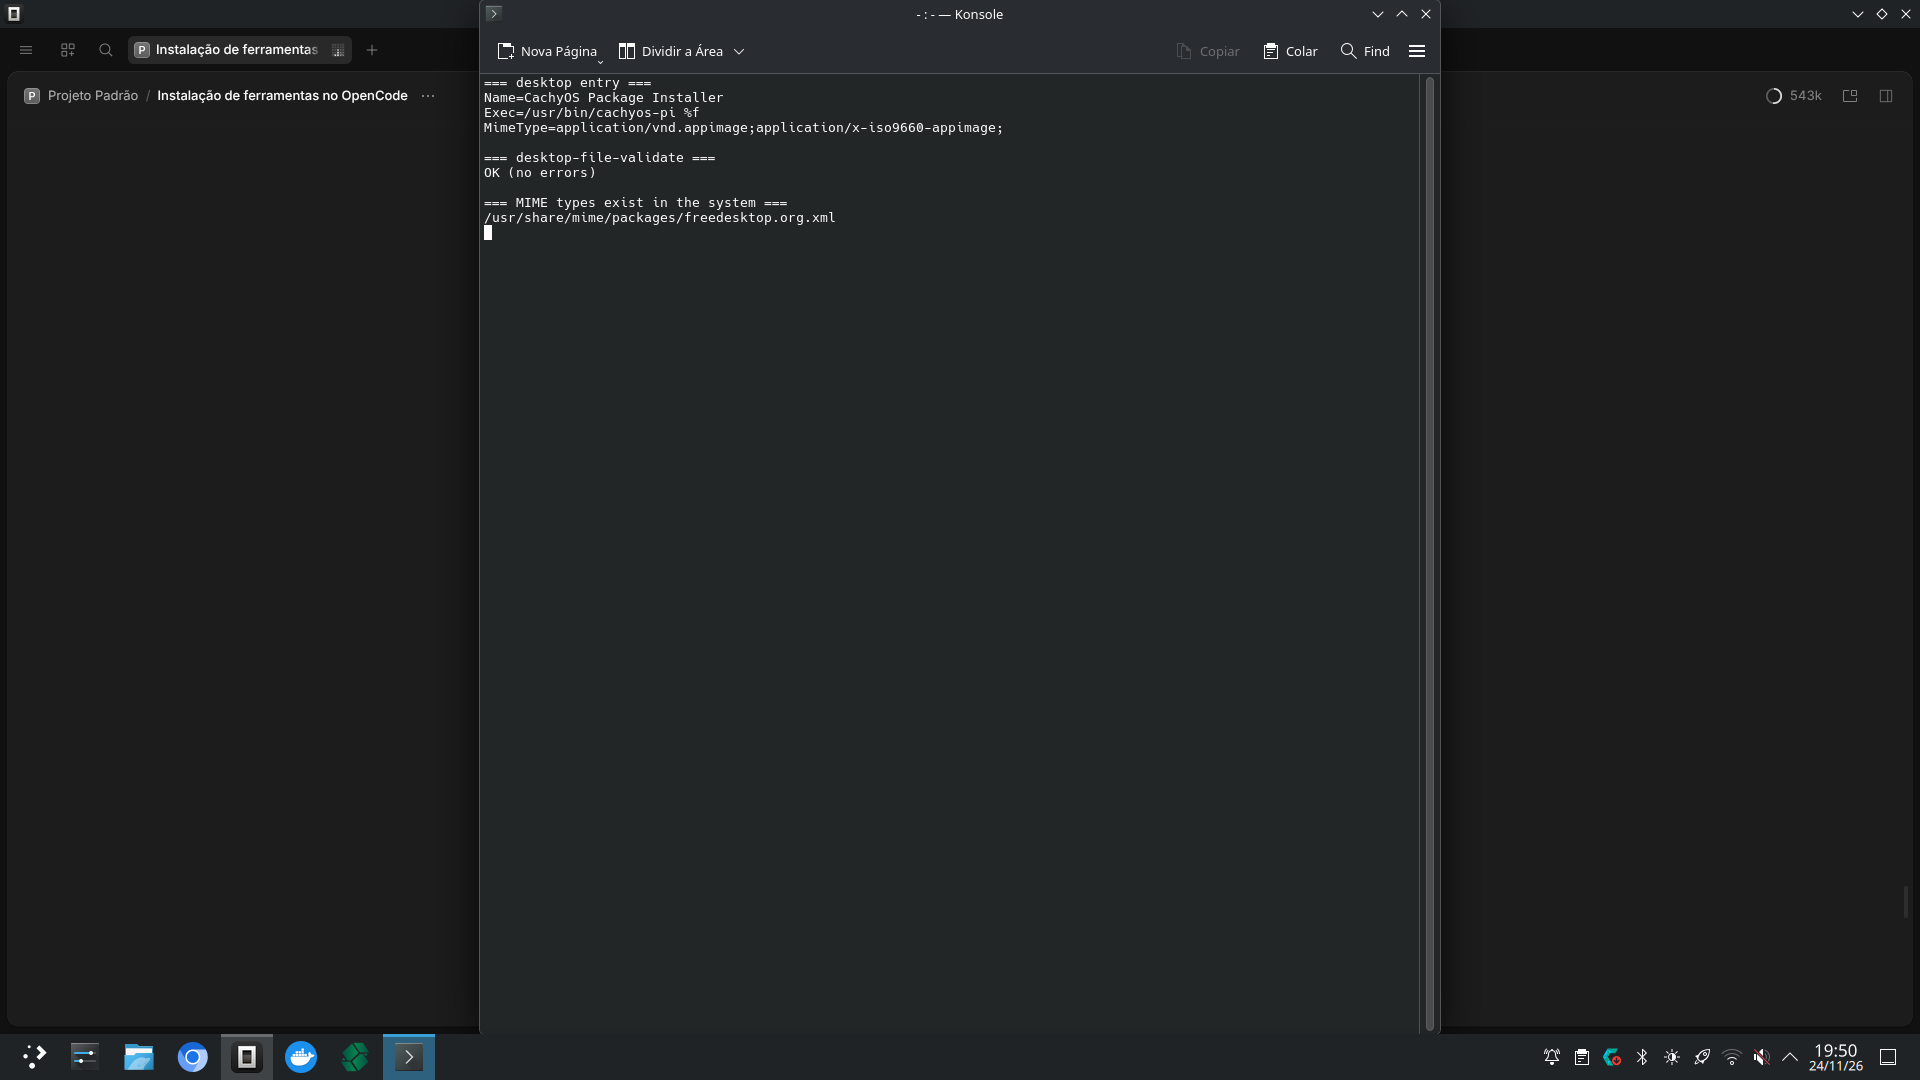 - : - — Konsole
P Instalação de ferramentas
Nova Página
Dividir a Área
Copiar
Colar
Find
P Projeto Padrão / Instalação de ferramentas no OpenCode ...
543k
=== desktop entry ===
Name=CachyOS Package Installer
Exec=/usr/bin/cachyos-pi %f
MimeType=application/vnd.appimage;application/x-iso9660-appimage;
=== desktop-file-validate ===
OK (no errors)
=== MIME types exist in the system ===
/usr/share/mime/packages/freedesktop.org.xml
19:50
24/11/26